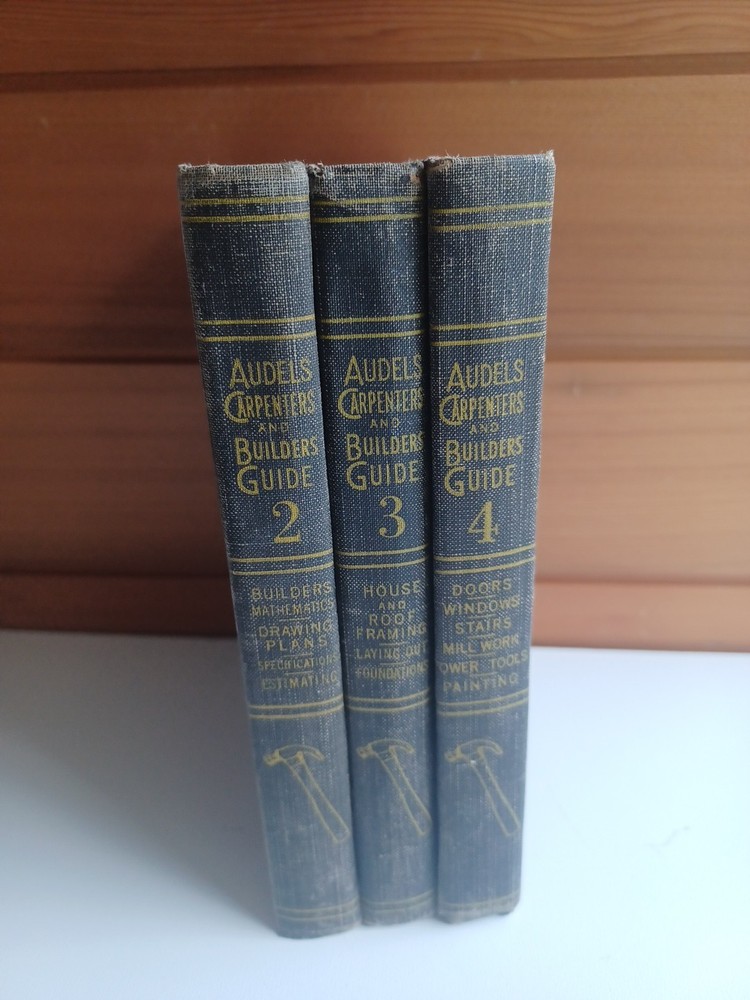 AUDELS
CARPENTERS
AND
BUILDERS
GUIDE
2
BUILDERS
MATHEMATICS
DRAWING
PLANS
SPECIFICATIONS
ESTIMATING
AUDELS
CARPENTERS
AND
BUILDERS
GUIDE
3
HOUSE
AND
ROOF
FRAMING
LAYING OUT
FOUNDATIONS
AUDELS
CARPENTERS
AND
BUILDERS
GUIDE
4
DOORS
WINDOWS
STAIRS
MILL WORK
POWER TOOLS
PAINTING